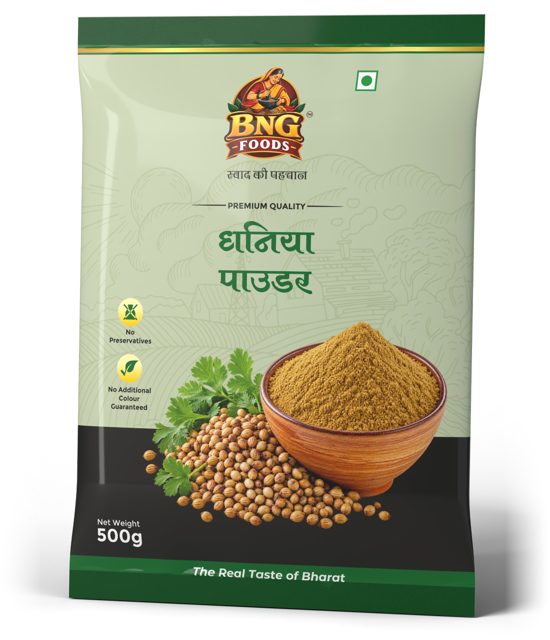 BNG
FOODS
TM
स्वाद की पहचान
PREMIUM QUALITY
धनिया
पाउडर
No
Preservatives
No Additional
Colour
Guaranteed
Net Weight
500g
The Real Taste of Bharat